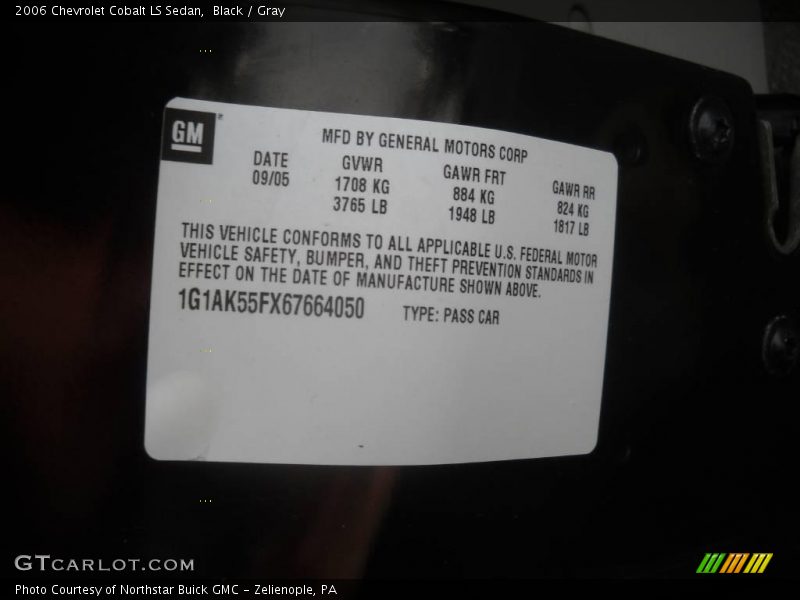 2006 Chevrolet Cobalt LS Sedan, Black / Gray
GM
MFD BY GENERAL MOTORS CORP
DATE GVWR GAWR FRT GAWR RR
09/05 1708 KG 884 KG 824 KG
3765 LB 1948 LB 1817 LB
THIS VEHICLE CONFORMS TO ALL APPLICABLE U.S. FEDERAL MOTOR
VEHICLE SAFETY, BUMPER, AND THEFT PREVENTION STANDARDS IN
EFFECT ON THE DATE OF MANUFACTURE SHOWN ABOVE.
1G1AK55FX67664050 TYPE: PASS CAR
GTCARLOT.COM
Photo Courtesy of Northstar Buick GMC - Zelienople, PA